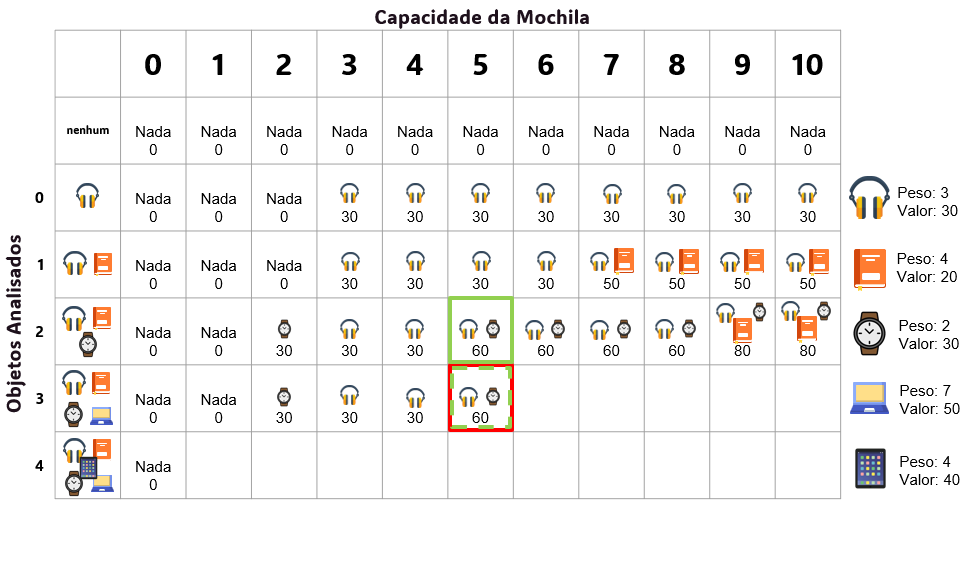 Capacidade da Mochila
0 1 2 3 4 5 6 7 8 9 10
nenhum Nada Nada Nada Nada Nada Nada Nada Nada Nada Nada Nada
0 0 0 0 0 0 0 0 0 0 0
Objetos Analisados
0 Nada Nada Nada
0 0 0 30 30 30 30 30 30 30 30
Peso: 3
Valor: 30
1 Nada Nada Nada
0 0 0 30 30 30 30 50 50 50 50
Peso: 4
Valor: 20
2 Nada Nada
0 0 30 30 30 60 60 60 60 80 80
Peso: 2
Valor: 30
3 Nada Nada
0 0 30 30 30 60
Peso: 7
Valor: 50
4 Nada
0
Peso: 4
Valor: 40